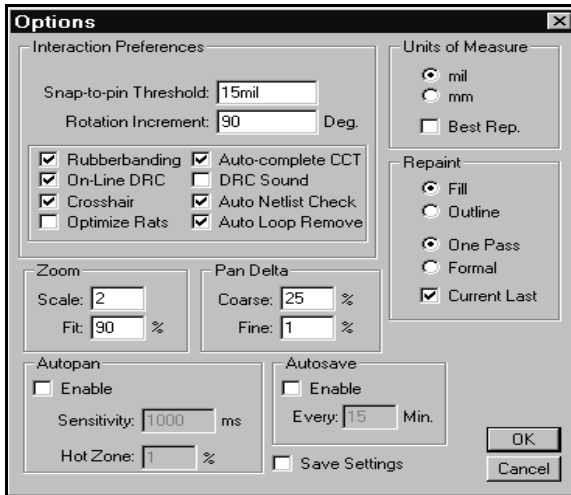 Options
Interaction Preferences
Snap-to-pin Threshold: 15mil
Rotation Increment: 90 Deg.
Rubberbanding Auto-complete CCT
On-Line DRC DRC Sound
Crosshair Auto Netlist Check
Optimize Rats Auto Loop Remove
Units of Measure
mil
mm
Best Rep.
Repaint
Fill
Outline
One Pass
Formal
Current Last
Zoom
Scale: 2
Fit: 90 %
Pan Delta
Coarse: 25 %
Fine: 1 %
Autopan
Enable
Sensitivity: 1000 ms
Hot Zone: 1 %
Autosave
Enable
Every: 15 Min.
Save Settings
OK
Cancel